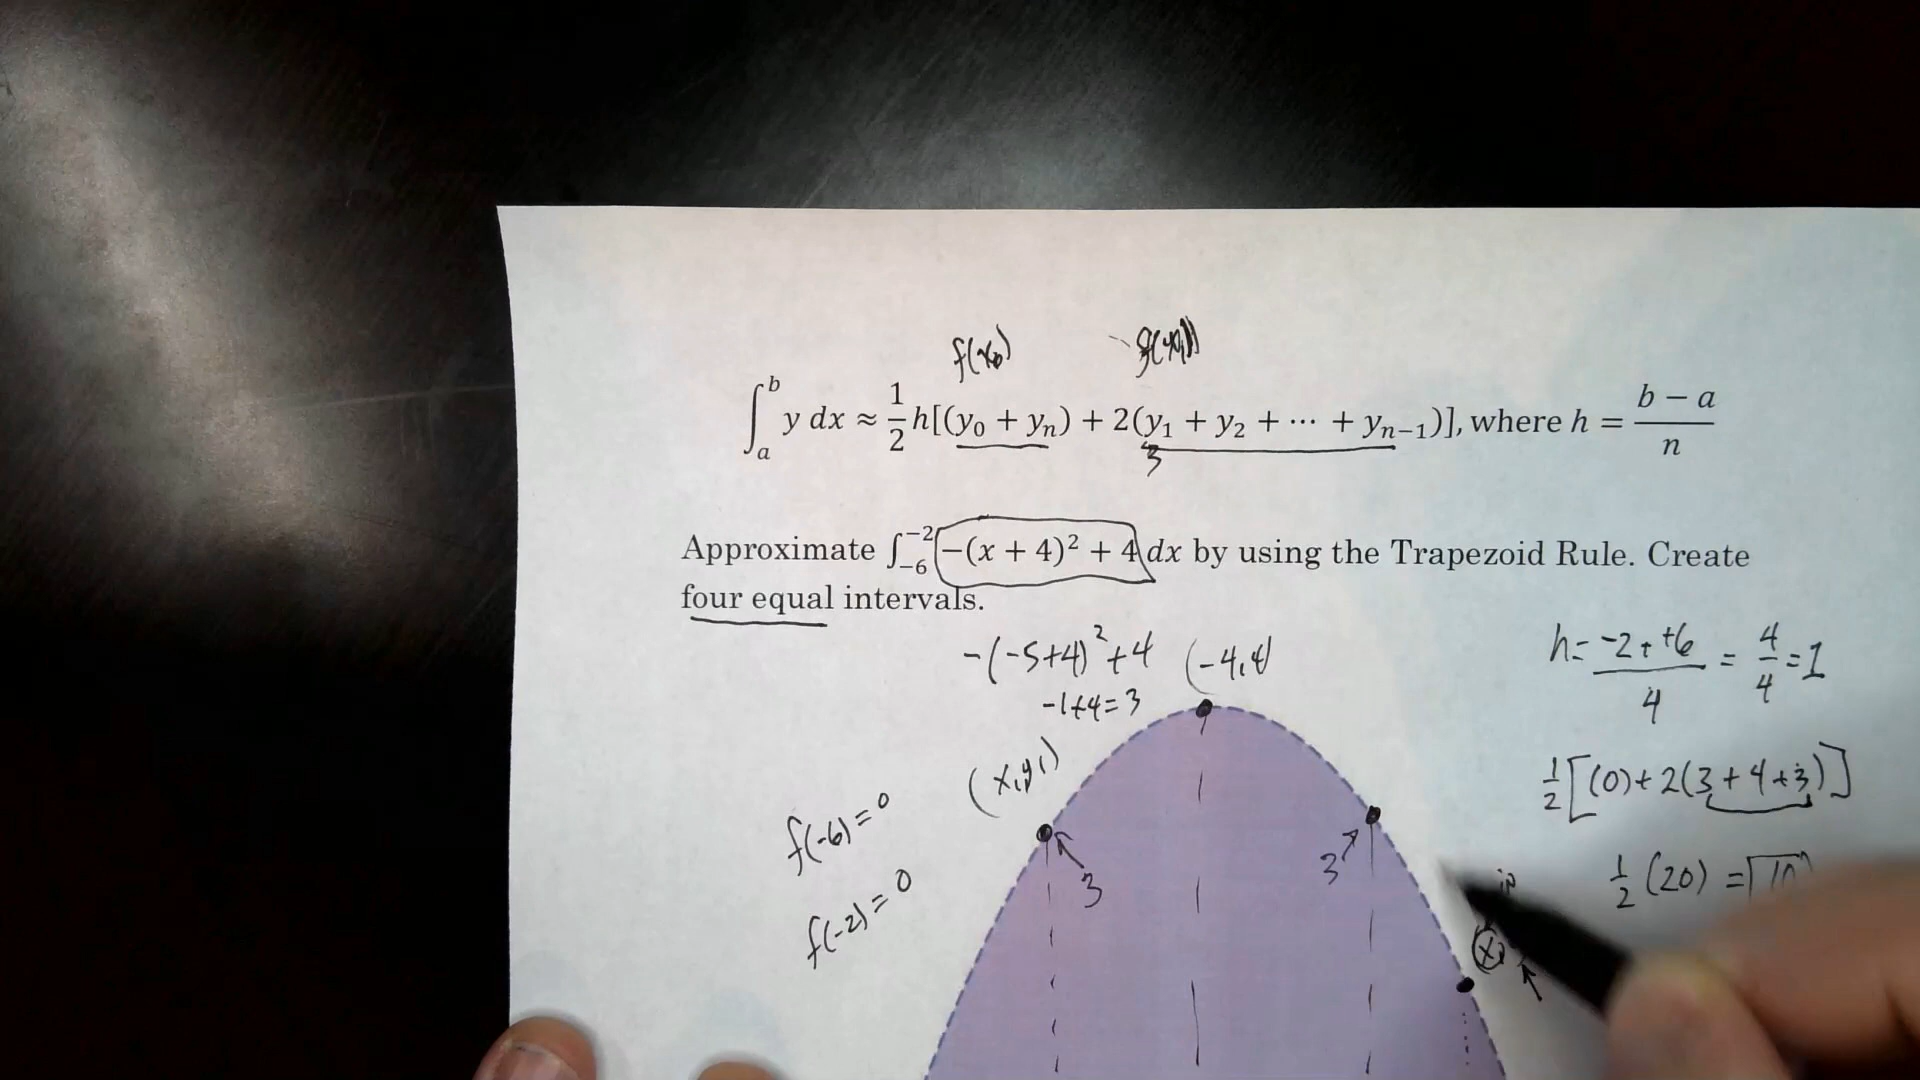 f(x₀)
∫ₐᵇ y dx ≈ 1/2 h[(y₀ + yₙ) + 2(y₁ + y₂ + ⋯ + yₙ₋₁)], where h = (b − a)/n
3
Approximate ∫₋₆⁻² −(x + 4)² + 4 dx by using the Trapezoid Rule. Create
four equal intervals.
-(-5+4)²+4 (-4,4)
-1+4=3
h = (-2 + +6)/4 = 4/4 = 1
(x,y1)
1/2[(0)+2(3+4+3)]
f(-6)=0
3
3
1/2 (20) = 10
f(-2)=0